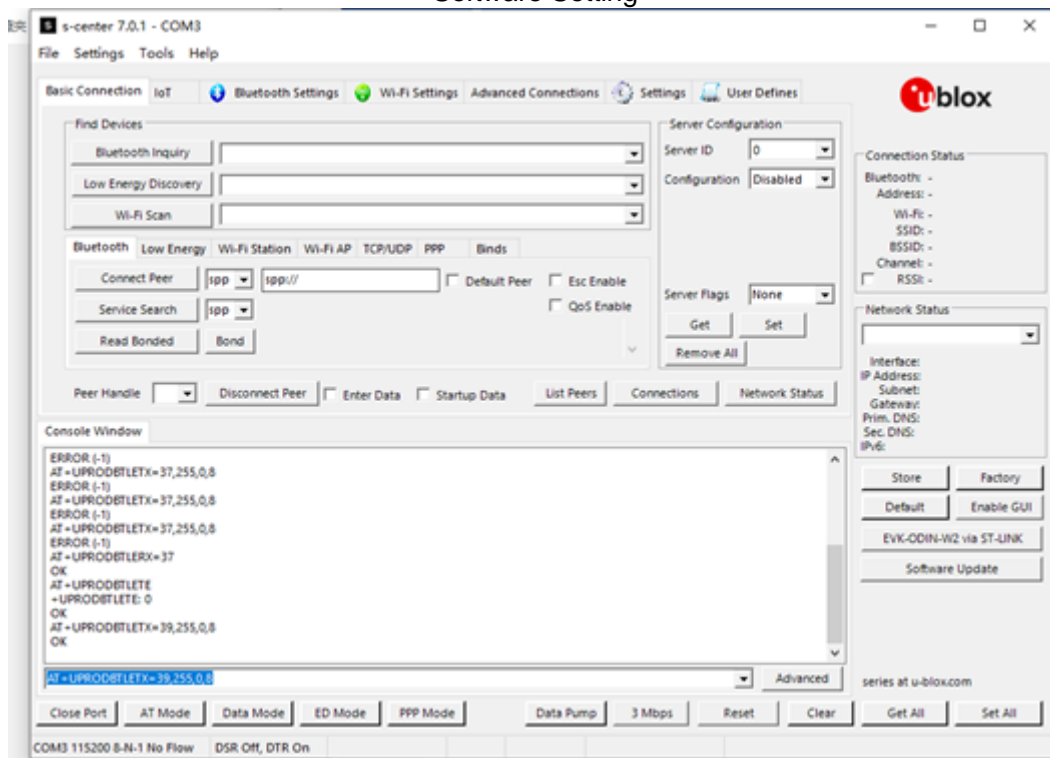 Software Setting
s-center 7.0.1 - COM3
File Settings Tools Help
Basic Connection IoT Bluetooth Settings Wi-Fi Settings Advanced Connections Settings User Defines
ublox
Find Devices
Bluetooth Inquiry
Low Energy Discovery
Wi-Fi Scan
Server Configuration
Server ID 0
Configuration Disabled
Server Flags None
Get Set
Remove All
Bluetooth Low Energy Wi-Fi Station Wi-Fi AP TCP/UDP PPP Binds
Connect Peer spp spp:// Default Peer Esc Enable
Service Search spp QoS Enable
Read Bonded Bond
Peer Handle Disconnect Peer Enter Data Startup Data List Peers Connections Network Status
Connection Status
Bluetooth: -
Address: -
Wi-Fi: -
SSID: -
BSSID: -
Channel: -
RSSI: -
Network Status
Interface:
IP Address:
Subnet:
Gateway:
Prim. DNS:
Sec. DNS:
IPv6:
Console Window
ERROR (-1)
AT+UPRODBTLETX=37,255,0,8
ERROR (-1)
AT+UPRODBTLETX=37,255,0,8
ERROR (-1)
AT+UPRODBTLETX=37,255,0,8
ERROR (-1)
AT+UPRODBTLERX=37
OK
AT+UPRODBTLETE
+UPRODBTLETE: 0
OK
AT+UPRODBTLETX=39,255,0,8
OK
AT+UPRODBTLETX=39,255,0,8 Advanced
Store Factory
Default Enable GUI
EVK-ODIN-W2 via ST-LINK
Software Update
series at u-blox.com
Close Port AT Mode Data Mode ED Mode PPP Mode Data Pump 3 Mbps Reset Clear Get All Set All
COM3 115200 8-N-1 No Flow DSR Off, DTR On